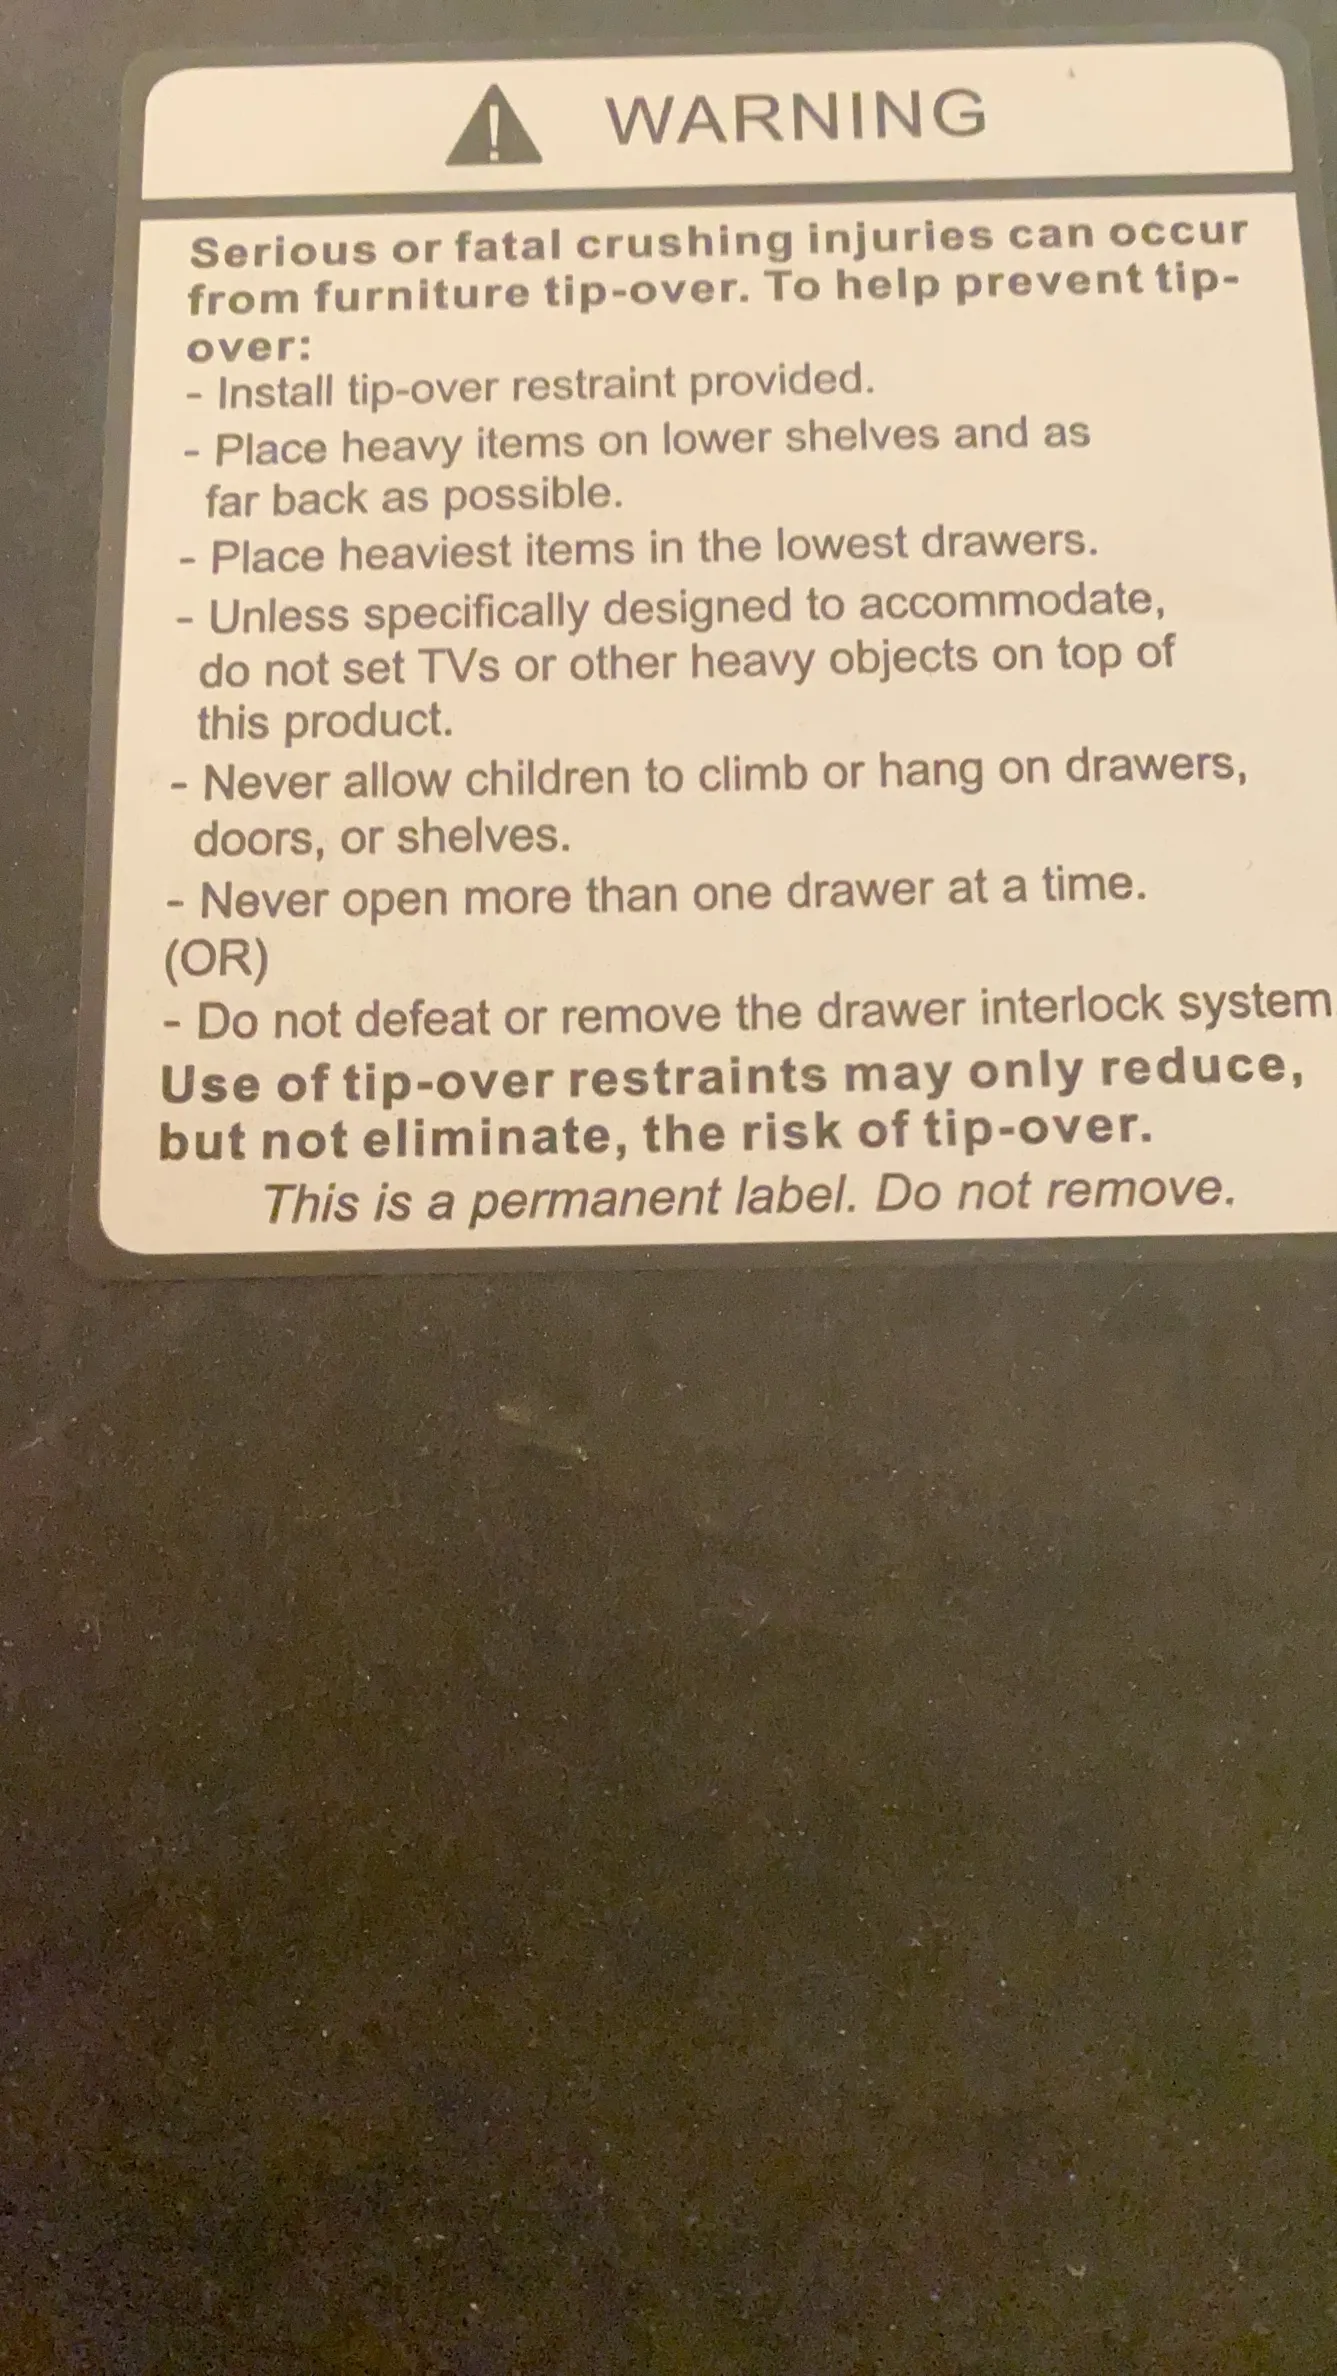 WARNING
Serious or fatal crushing injuries can occur
from furniture tip-over. To help prevent tip-
over:
- Install tip-over restraint provided.
- Place heavy items on lower shelves and as
far back as possible.
- Place heaviest items in the lowest drawers.
- Unless specifically designed to accommodate,
do not set TVs or other heavy objects on top of
this product.
- Never allow children to climb or hang on drawers,
doors, or shelves.
- Never open more than one drawer at a time.
(OR)
- Do not defeat or remove the drawer interlock system.
Use of tip-over restraints may only reduce,
but not eliminate, the risk of tip-over.
This is a permanent label. Do not remove.